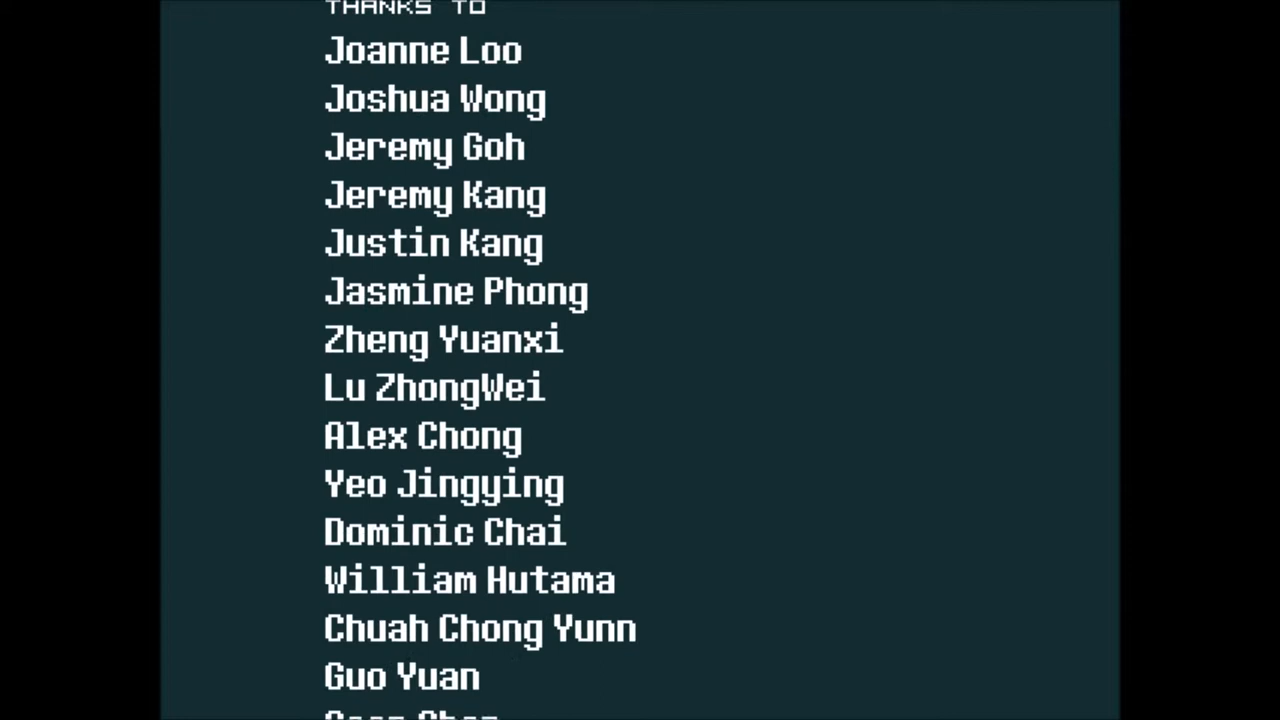 THANKS TO
Joanne Loo
Joshua Wong
Jeremy Goh
Jeremy Kang
Justin Kang
Jasmine Phong
Zheng Yuanxi
Lu ZhongWei
Alex Chong
Yeo Jingying
Dominic Chai
William Hutama
Chuah Chong Yunn
Guo Yuan